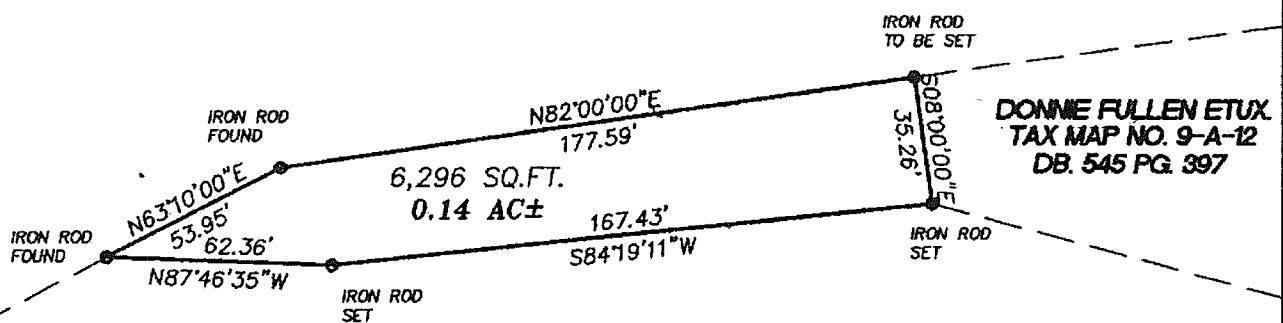 IRON ROD
TO BE SET
IRON ROD
FOUND
N82°00'00"E
177.59'
S08°00'00"E
35.26'
DONNIE FULLEN ETUX
TAX MAP NO. 9-A-12
DB. 545 PG. 397
N63°10'00"E
53.95'
6,296 SQ.FT.
0.14 AC±
IRON ROD
FOUND
62.36'
N87°46'35"W
167.43'
S84°19'11"W
IRON ROD
SET
IRON ROD
SET